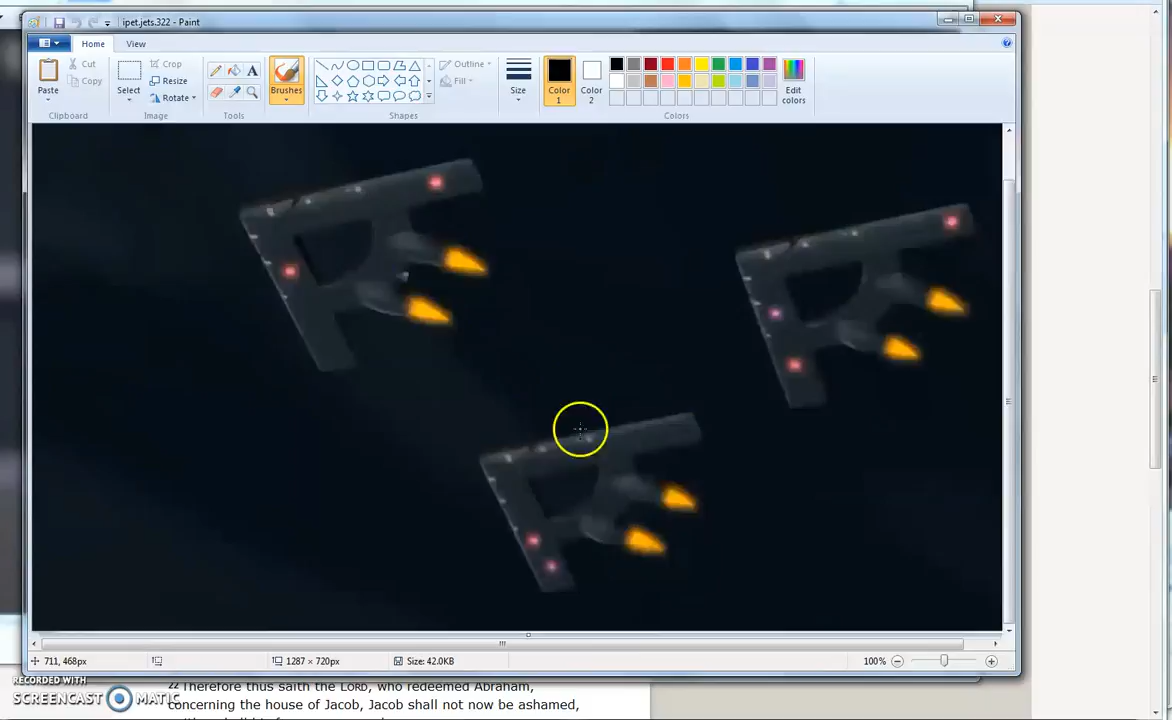 ipet.jets.322 - Paint
Home
View
Paste
Cut
Copy
Clipboard
Select
Crop
Resize
Rotate
Image
A
Tools
Brushes
Shapes
Outline
Fill
Size
Color
1
Color
2
Colors
Edit
colors
711, 468px
1287 × 720px
Size: 42.0KB
100%
RECORDED WITH
SCREENCAST MATIC
22 Therefore thus saith the LORD, who redeemed Abraham,
concerning the house of Jacob, Jacob shall not now be ashamed,